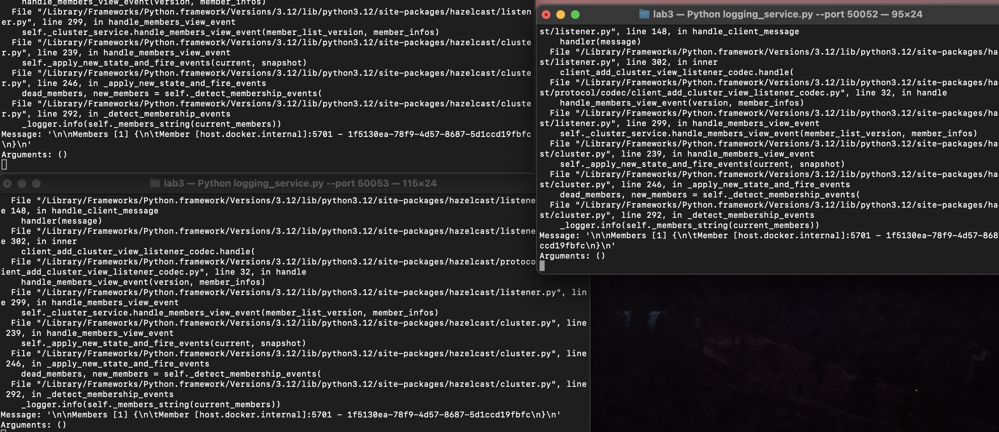 handle_members_view_event(version, member_infos)
  File "/Library/Frameworks/Python.framework/Versions/3.12/lib/python3.12/site-packages/hazelcast/listen
er.py", line 299, in handle_members_view_event
    self._cluster_service.handle_members_view_event(member_list_version, member_infos)
  File "/Library/Frameworks/Python.framework/Versions/3.12/lib/python3.12/site-packages/hazelcast/cluste
r.py", line 239, in handle_members_view_event
    self._apply_new_state_and_fire_events(current, snapshot)
  File "/Library/Frameworks/Python.framework/Versions/3.12/lib/python3.12/site-packages/hazelcast/cluste
r.py", line 246, in _apply_new_state_and_fire_events
    dead_members, new_members = self._detect_membership_events(
  File "/Library/Frameworks/Python.framework/Versions/3.12/lib/python3.12/site-packages/hazelcast/cluste
r.py", line 292, in _detect_membership_events
    _logger.info(self._members_string(current_members))
Message: '\n\nMembers [1] {\n\tMember [host.docker.internal]:5701 - 1f5130ea-78f9-4d57-8687-5d1ccd19fbfc
\n}\n'
Arguments: ()
lab3 — Python logging_service.py --port 50052 — 95×24
st/listener.py", line 148, in handle_client_message
    handler(message)
  File "/Library/Frameworks/Python.framework/Versions/3.12/lib/python3.12/site-packages/ha
st/listener.py", line 302, in inner
    client_add_cluster_view_listener_codec.handle(
  File "/Library/Frameworks/Python.framework/Versions/3.12/lib/python3.12/site-packages/ha
st/protocol/codec/client_add_cluster_view_listener_codec.py", line 32, in handle
    handle_members_view_event(version, member_infos)
  File "/Library/Frameworks/Python.framework/Versions/3.12/lib/python3.12/site-packages/ha
st/listener.py", line 299, in handle_members_view_event
    self._cluster_service.handle_members_view_event(member_list_version, member_infos)
  File "/Library/Frameworks/Python.framework/Versions/3.12/lib/python3.12/site-packages/ha
st/cluster.py", line 239, in handle_members_view_event
    self._apply_new_state_and_fire_events(current, snapshot)
  File "/Library/Frameworks/Python.framework/Versions/3.12/lib/python3.12/site-packages/ha
st/cluster.py", line 246, in _apply_new_state_and_fire_events
    dead_members, new_members = self._detect_membership_events(
  File "/Library/Frameworks/Python.framework/Versions/3.12/lib/python3.12/site-packages/ha
st/cluster.py", line 292, in _detect_membership_events
    _logger.info(self._members_string(current_members))
Message: '\n\nMembers [1] {\n\tMember [host.docker.internal]:5701 - 1f5130ea-78f9-4d57-868
ccd19fbfc\n}\n'
Arguments: ()
lab3 — Python logging_service.py --port 50053 — 115×24
  File "/Library/Frameworks/Python.framework/Versions/3.12/lib/python3.12/site-packages/hazelcast/listene
e 148, in handle_client_message
    handler(message)
  File "/Library/Frameworks/Python.framework/Versions/3.12/lib/python3.12/site-packages/hazelcast/listene
e 302, in inner
    client_add_cluster_view_listener_codec.handle(
  File "/Library/Frameworks/Python.framework/Versions/3.12/lib/python3.12/site-packages/hazelcast/protoco
ient_add_cluster_view_listener_codec.py", line 32, in handle
    handle_members_view_event(version, member_infos)
  File "/Library/Frameworks/Python.framework/Versions/3.12/lib/python3.12/site-packages/hazelcast/listener.py", lin
e 299, in handle_members_view_event
    self._cluster_service.handle_members_view_event(member_list_version, member_infos)
  File "/Library/Frameworks/Python.framework/Versions/3.12/lib/python3.12/site-packages/hazelcast/cluster.py", line
 239, in handle_members_view_event
    self._apply_new_state_and_fire_events(current, snapshot)
  File "/Library/Frameworks/Python.framework/Versions/3.12/lib/python3.12/site-packages/hazelcast/cluster.py", line
 246, in _apply_new_state_and_fire_events
    dead_members, new_members = self._detect_membership_events(
  File "/Library/Frameworks/Python.framework/Versions/3.12/lib/python3.12/site-packages/hazelcast/cluster.py", line
 292, in _detect_membership_events
    _logger.info(self._members_string(current_members))
Message: '\n\nMembers [1] {\n\tMember [host.docker.internal]:5701 - 1f5130ea-78f9-4d57-8687-5d1ccd19fbfc\n}\n'
Arguments: ()